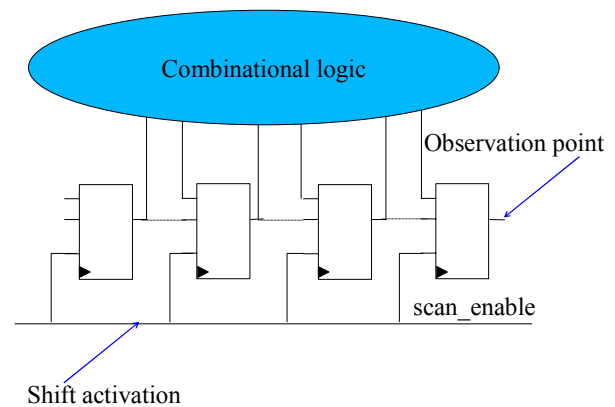 Combinational logic
Observation point
scan_enable
Shift activation